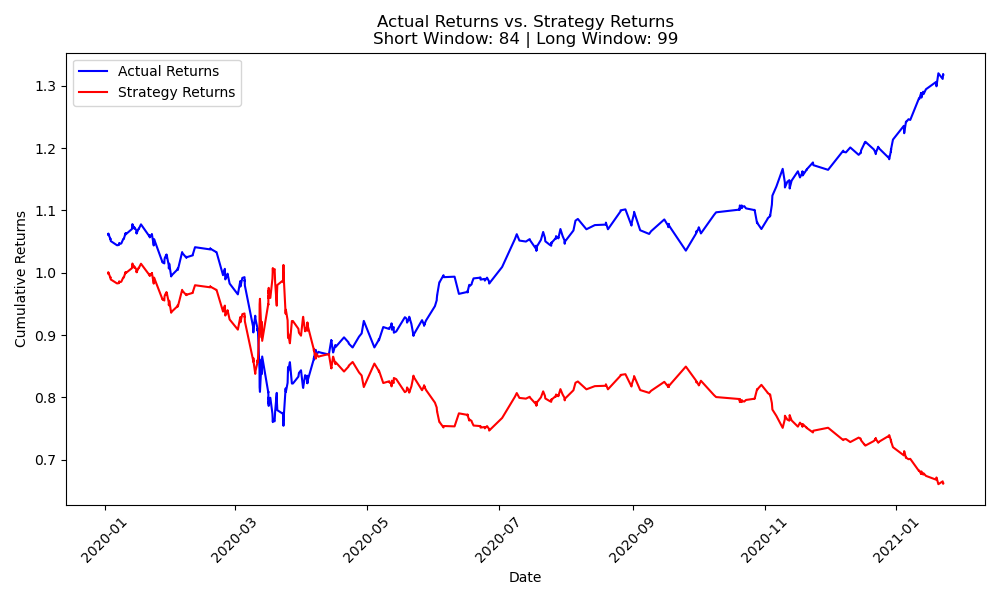 Actual Returns vs. Strategy Returns
Short Window: 84 | Long Window: 99
Actual Returns
Strategy Returns
Cumulative Returns
1.3
1.2
1.1
1.0
0.9
0.8
0.7
2020-01
2020-03
2020-05
2020-07
2020-09
2020-11
2021-01
Date